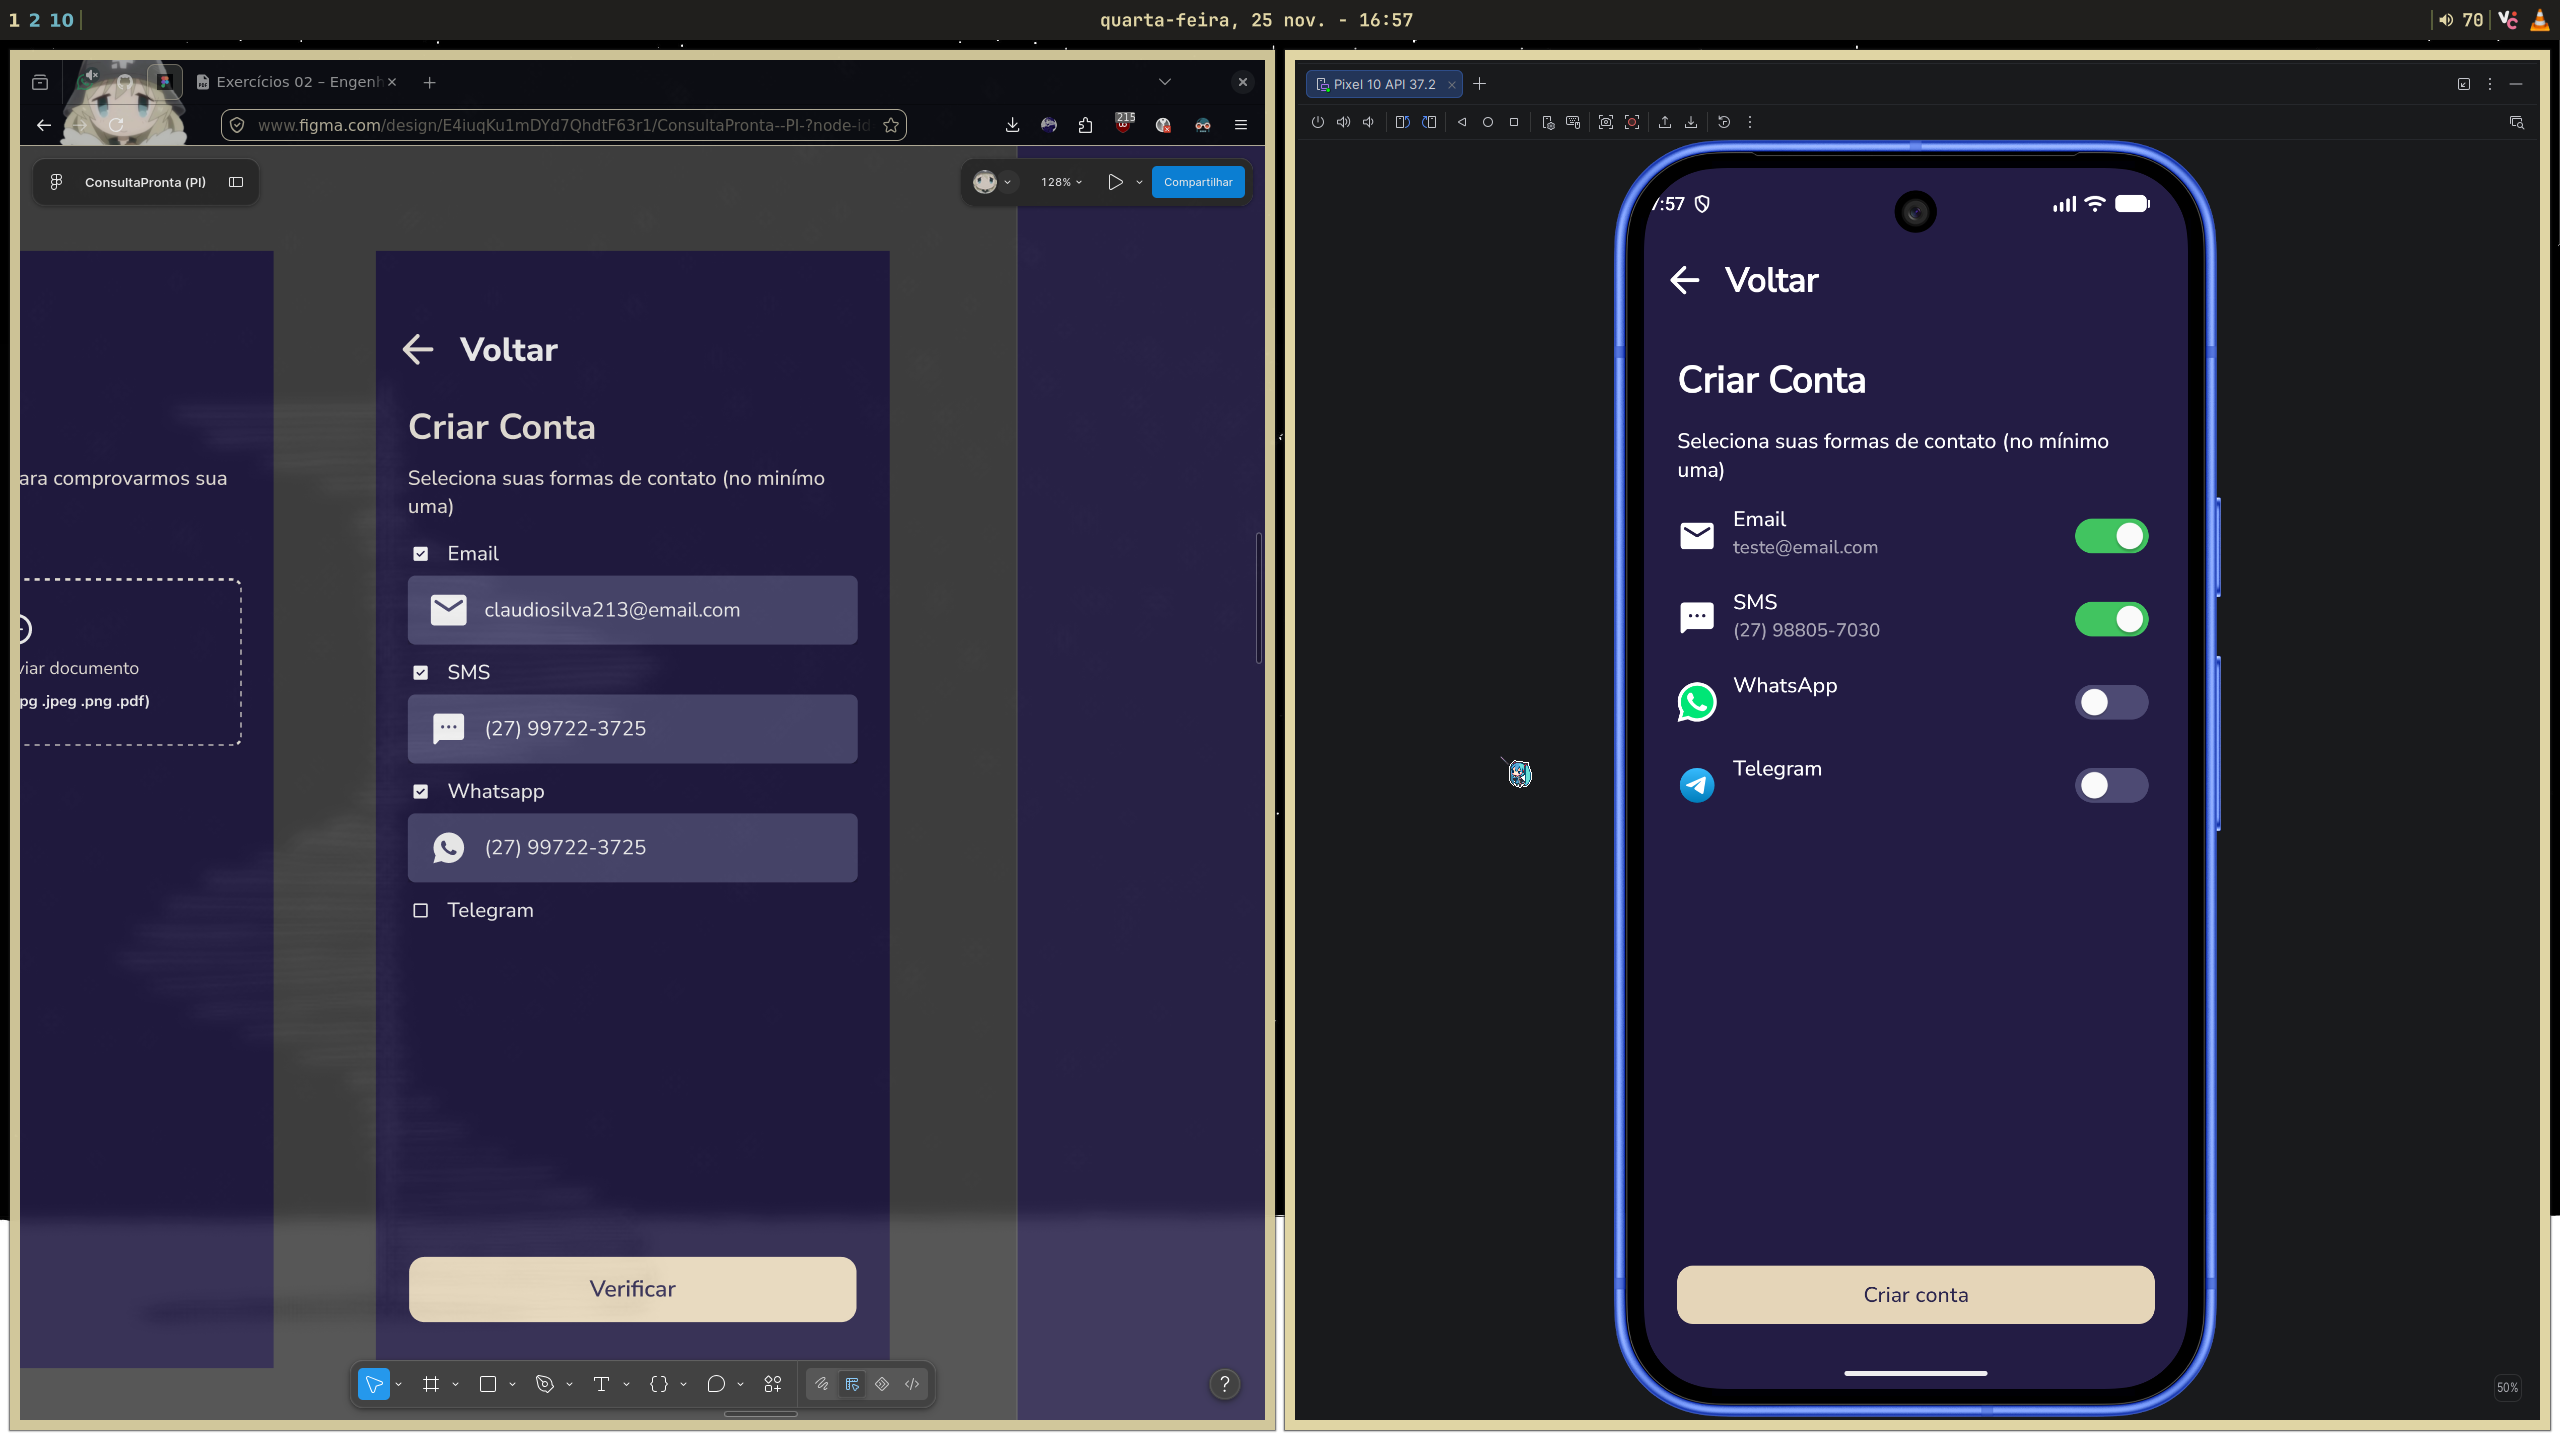 1 2 10
quarta-feira, 25 nov. - 16:57
70
Exercícios 02 – Engenh
www.figma.com/design/E4iuqKu1mDYd7QhdtF63r1/ConsultaPronta--PI-?node-id
215
ConsultaPronta (PI)
128%
Compartilhar
ara comprovarmos sua
viar documento
pg .jpeg .png .pdf)
Voltar
Criar Conta
Seleciona suas formas de contato (no minímo
uma)
Email
claudiosilva213@email.com
SMS
(27) 99722-3725
Whatsapp
(27) 99722-3725
Telegram
Verificar
?
Pixel 10 API 37.2
7:57
Voltar
Criar Conta
Seleciona suas formas de contato (no mínimo
uma)
Email
teste@email.com
SMS
(27) 98805-7030
WhatsApp
Telegram
Criar conta
50%